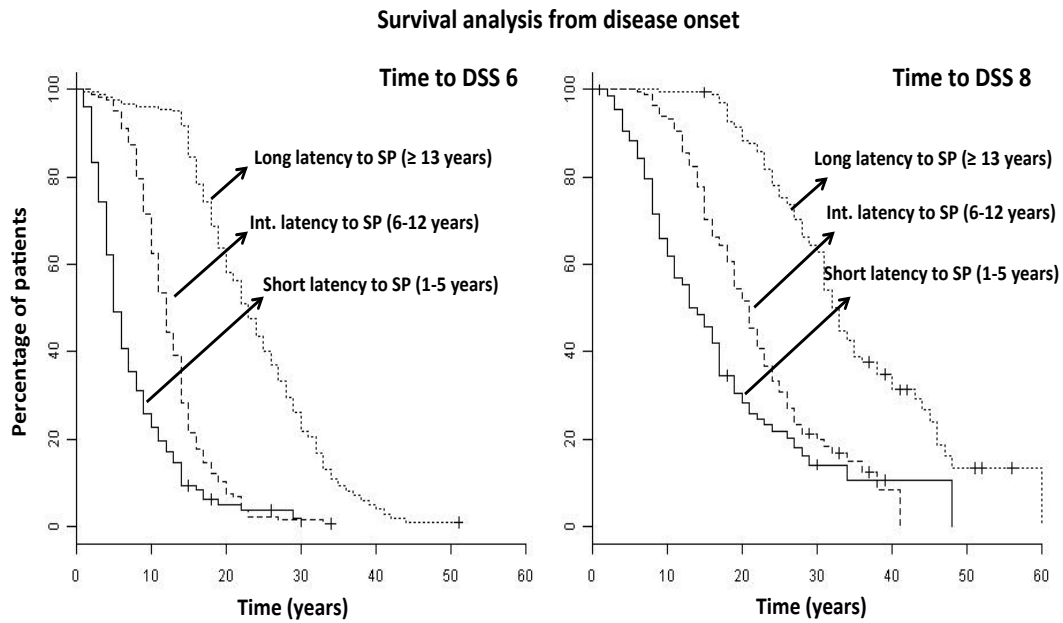 Survival analysis from disease onset
Time to DSS 6
Percentage of patients
100
80
60
40
20
0
Long latency to SP (≥ 13 years)
Int. latency to SP (6-12 years)
Short latency to SP (1-5 years)
0 10 20 30 40 50 60
Time (years)
Time to DSS 8
100
80
60
40
20
0
Long latency to SP (≥ 13 years)
Int. latency to SP (6-12 years)
Short latency to SP (1-5 years)
0 10 20 30 40 50 60
Time (years)